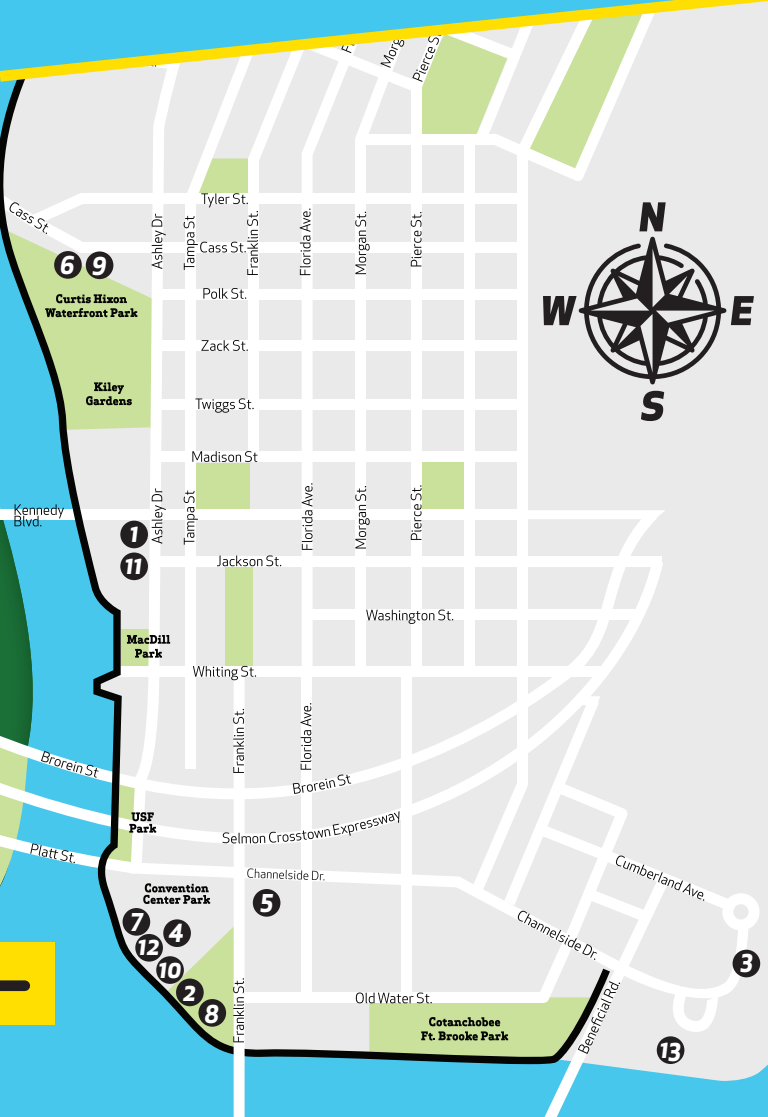 Morg
Pierce S
Cass St.
Tyler St.
Ashley Dr
Tampa St
Cass St.
Franklin St.
Florida Ave.
Morgan St.
Pierce St.
6 9
Curtis Hixon
Waterfront Park
Polk St.
Zack St.
Kiley
Gardens
Twiggs St.
Madison St
N
W
E
S
Kennedy
Blvd.
1
11
Ashley Dr
Tampa St
Florida Ave.
Morgan St.
Pierce St.
Jackson St.
Washington St.
MacDill
Park
Whiting St.
Franklin St.
Florida Ave.
Brorein St
Brorein St
USF
Park
Selmon Crosstown Expressway
Platt St.
Channelside Dr.
Cumberland Ave.
Convention
Center Park
5
7
4
12
10
2
8
Channelside Dr.
3
Franklin St.
Old Water St.
Beneficial Rd.
Cotanchobee
Ft. Brooke Park
13